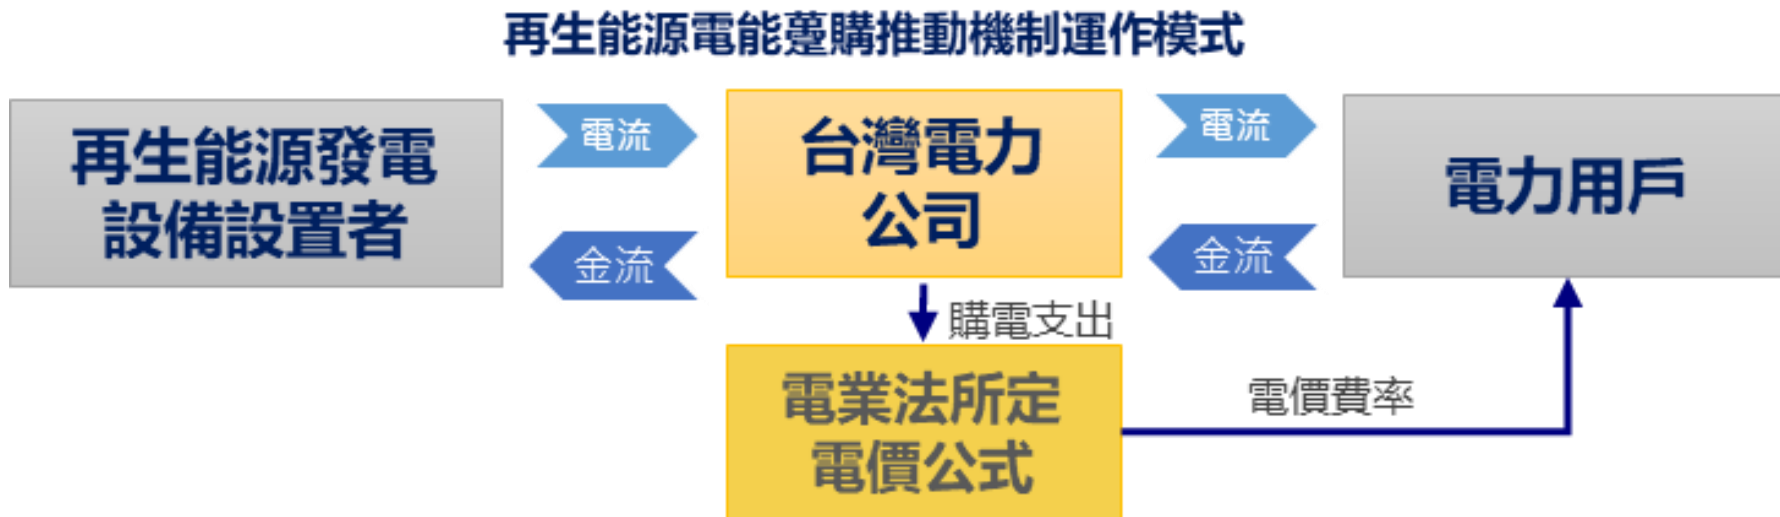 再生能源電能躉購推動機制運作模式
再生能源發電
設備設置者
電流
金流
台灣電力
公司
電流
金流
電力用戶
購電支出
電業法所定
電價公式
電價費率